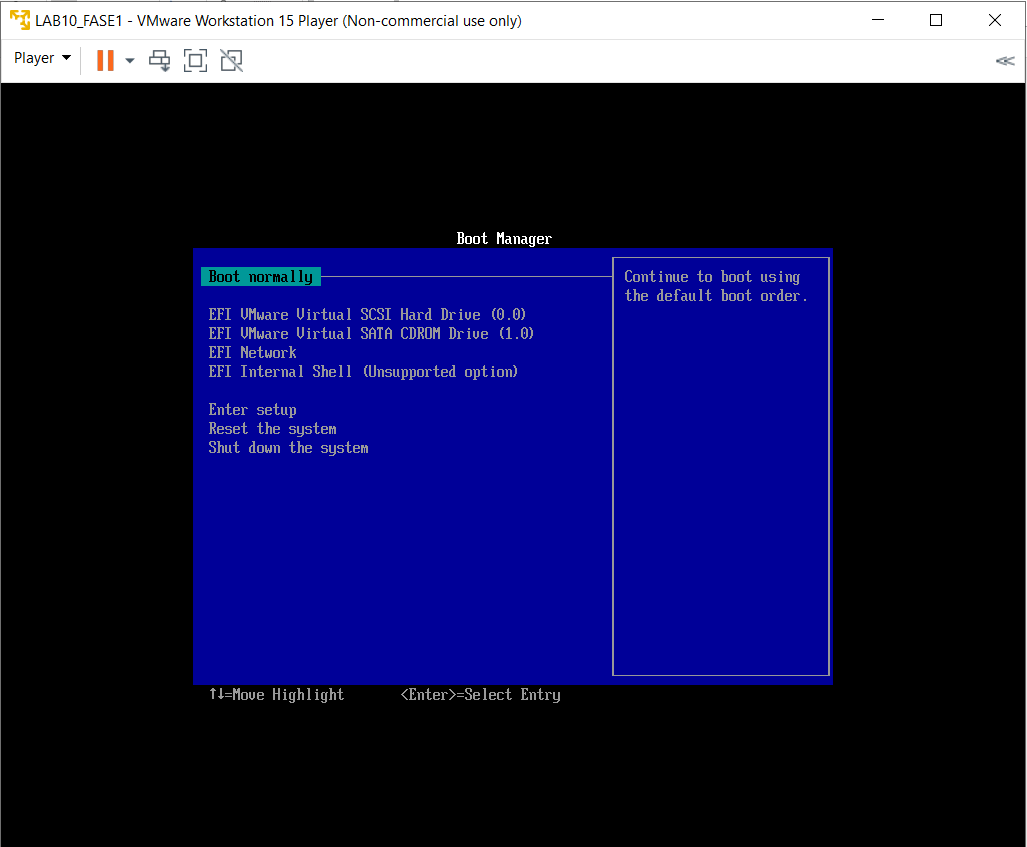 LAB10_FASE1 - VMware Workstation 15 Player (Non-commercial use only)
Player
Boot Manager
Boot normally
EFI VMware Virtual SCSI Hard Drive (0.0)
EFI VMware Virtual SATA CDROM Drive (1.0)
EFI Network
EFI Internal Shell (Unsupported option)
Enter setup
Reset the system
Shut down the system
Continue to boot using
the default boot order.
↑↓=Move Highlight <Enter>=Select Entry